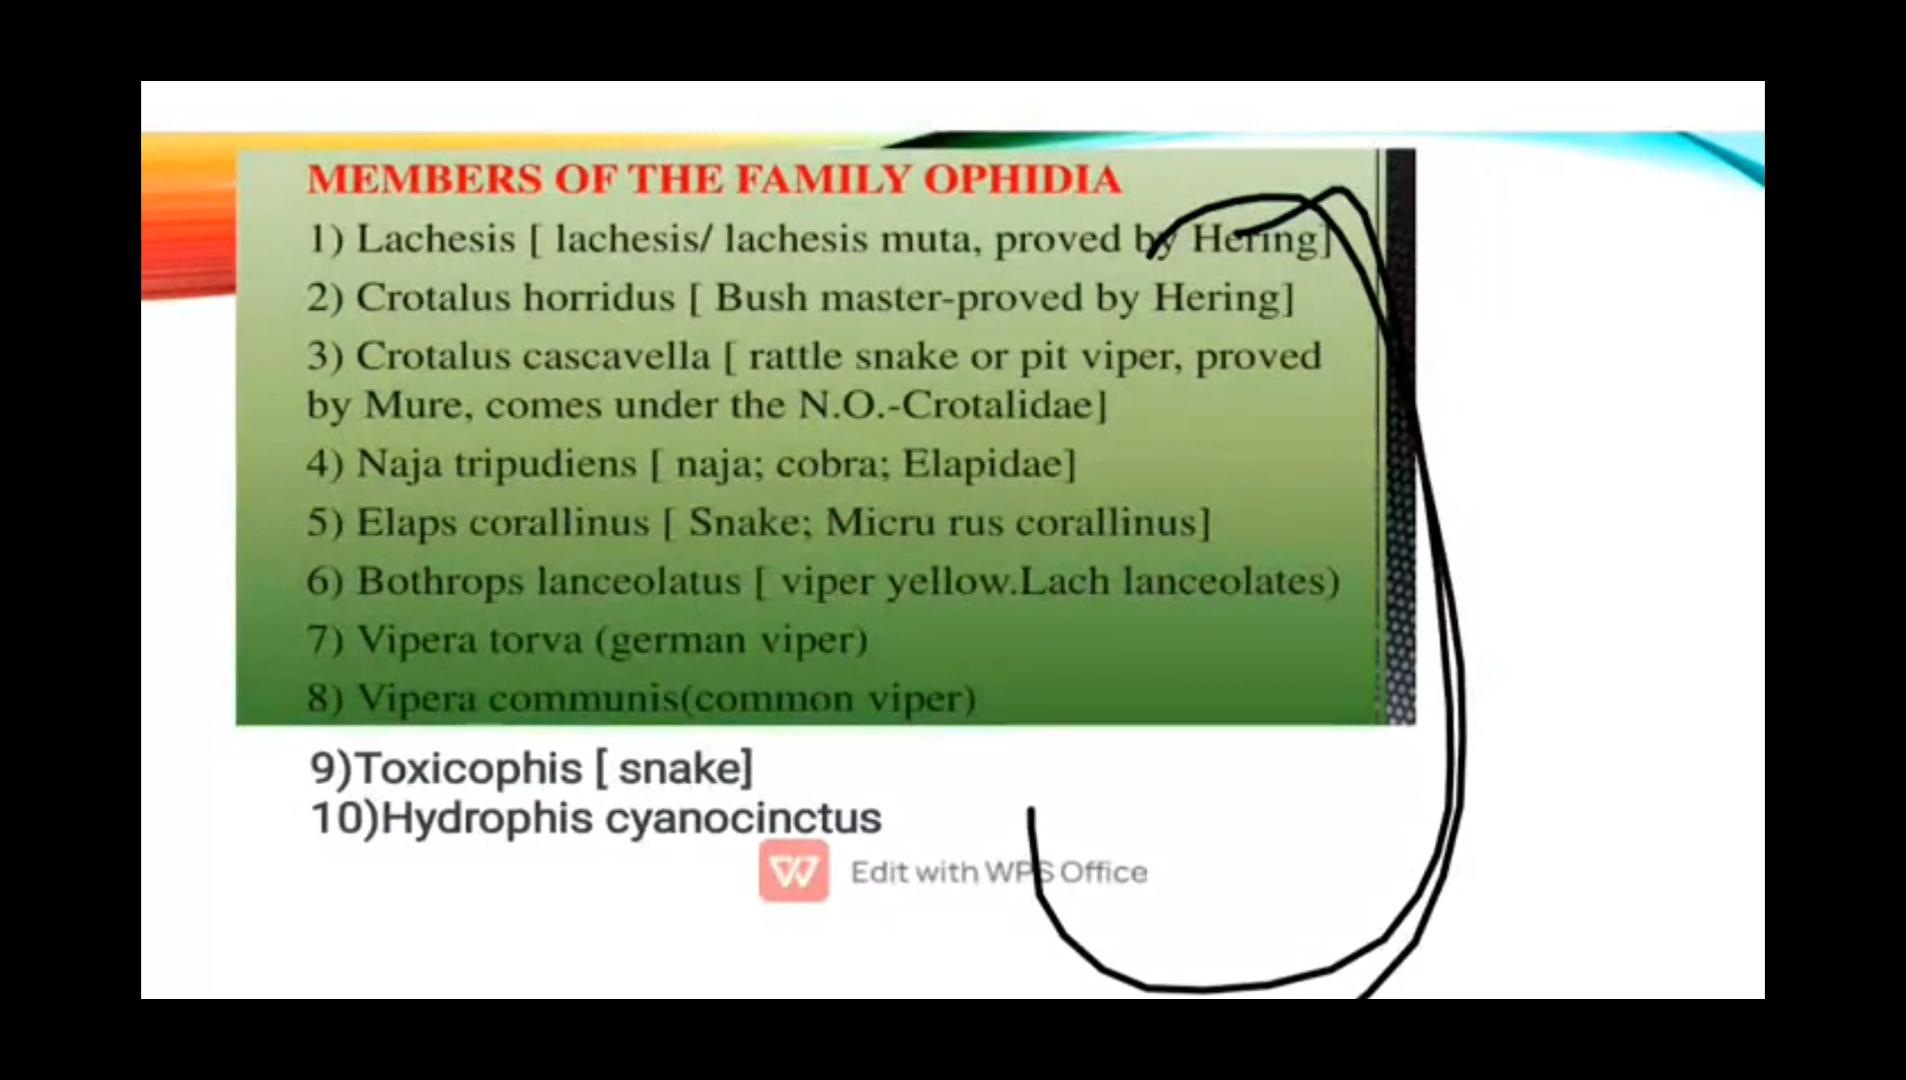 MEMBERS OF THE FAMILY OPHIDIA
1) Lachesis [ lachesis/ lachesis muta, proved by Hering]
2) Crotalus horridus [ Bush master-proved by Hering]
3) Crotalus cascavella [ rattle snake or pit viper, proved
by Mure, comes under the N.O.-Crotalidae]
4) Naja tripudiens [ naja; cobra; Elapidae]
5) Elaps corallinus [ Snake; Micru rus corallinus]
6) Bothrops lanceolatus [ viper yellow.Lach lanceolates)
7) Vipera torva (german viper)
8) Vipera communis(common viper)
9)Toxicophis [ snake]
10)Hydrophis cyanocinctus
Edit with WPS Office